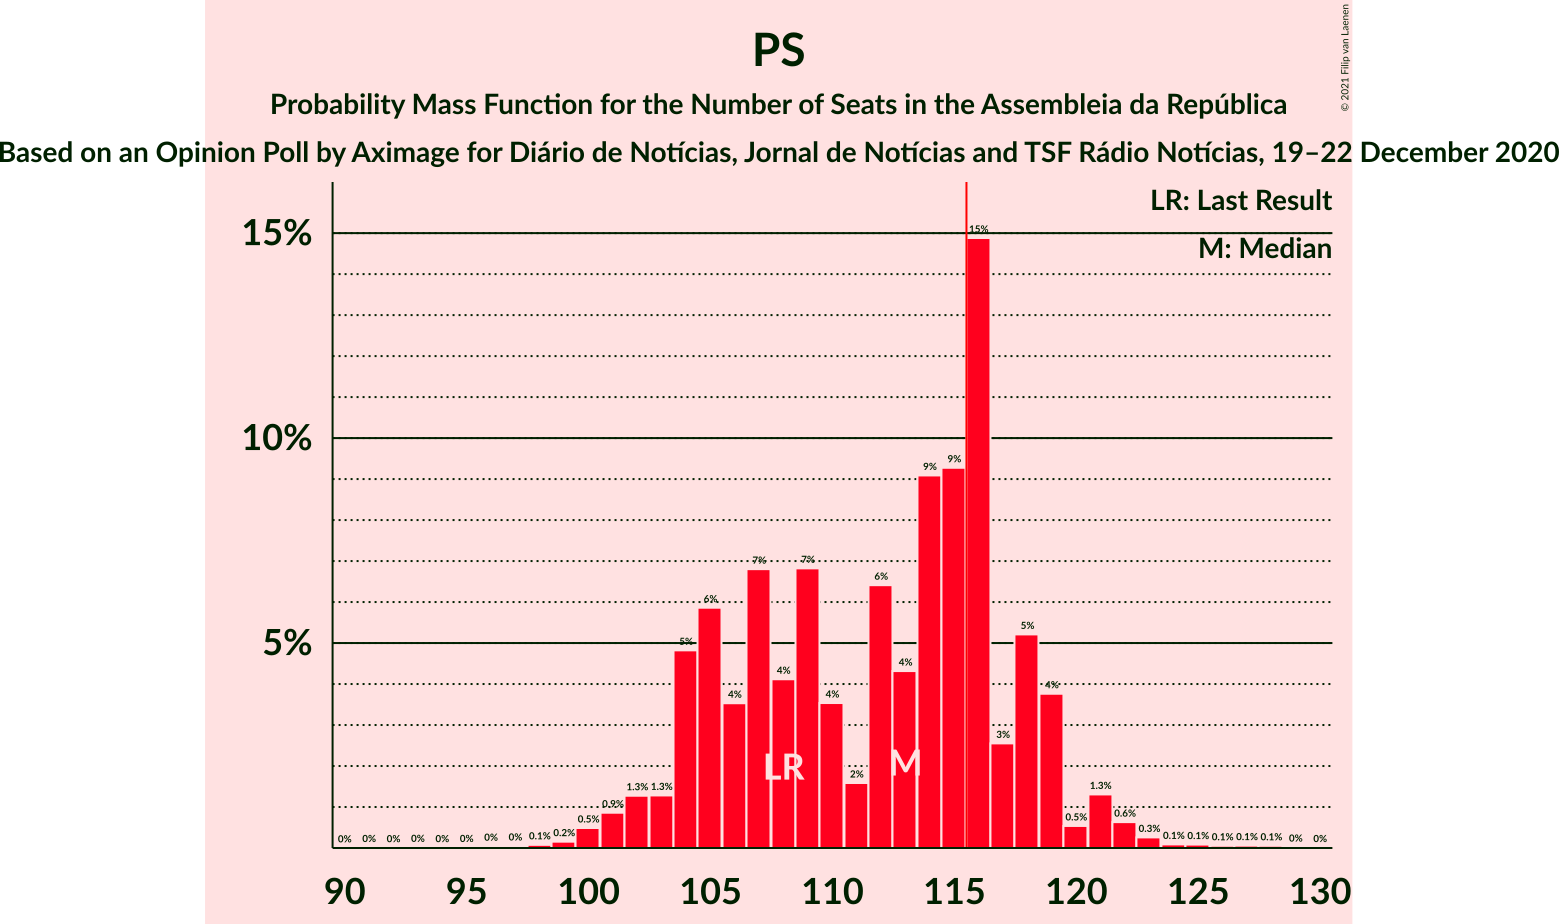 PS
Probability Mass Function for the Number of Seats in the Assembleia da República
Based on an Opinion Poll by Aximage for Diário de Notícias, Jornal de Notícias and TSF Rádio Notícias, 19–22 December 2020
© 2021 Filip van Laenen
LR: Last Result
M: Median
15%
10%
5%
0% 0% 0% 0% 0% 0% 0% 0% 0.1% 0.2% 0.5% 0.9% 1.3% 1.3% 5% 6% 4% 7% 4% 7% 4% 2% 6% 4% 9% 9% 15% 3% 5% 4% 0.5% 1.3% 0.6% 0.3% 0.1% 0.1% 0.1% 0.1% 0.1% 0% 0%
LR M
90 95 100 105 110 115 120 125 130